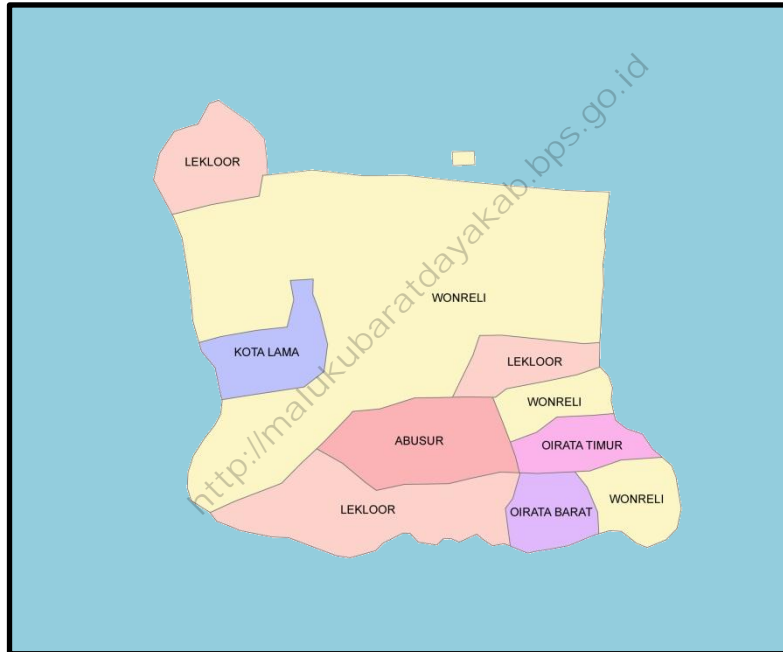 LEKLOOR
WONRELI
KOTA LAMA
LEKLOOR
WONRELI
ABUSUR
OIRATA TIMUR
LEKLOOR
OIRATA BARAT
WONRELI
http://malukubaratdayakab.bps.go.id